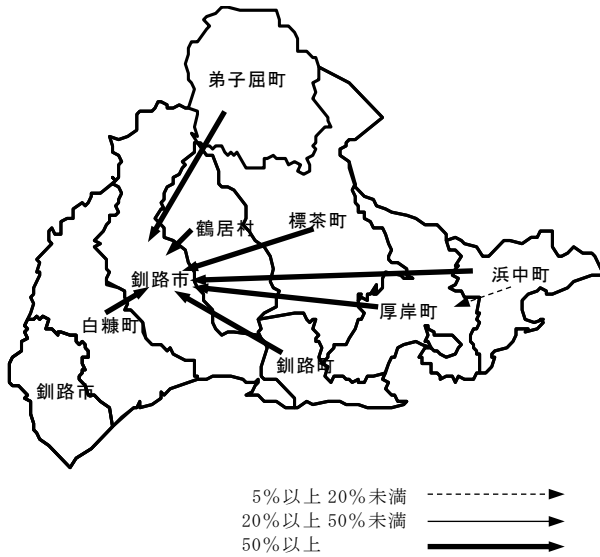 弟子屈町
鶴居村
標茶町
釧路市
浜中町
厚岸町
白糠町
釧路町
釧路市
5%以上 20%未満
20%以上 50%未満
50%以上